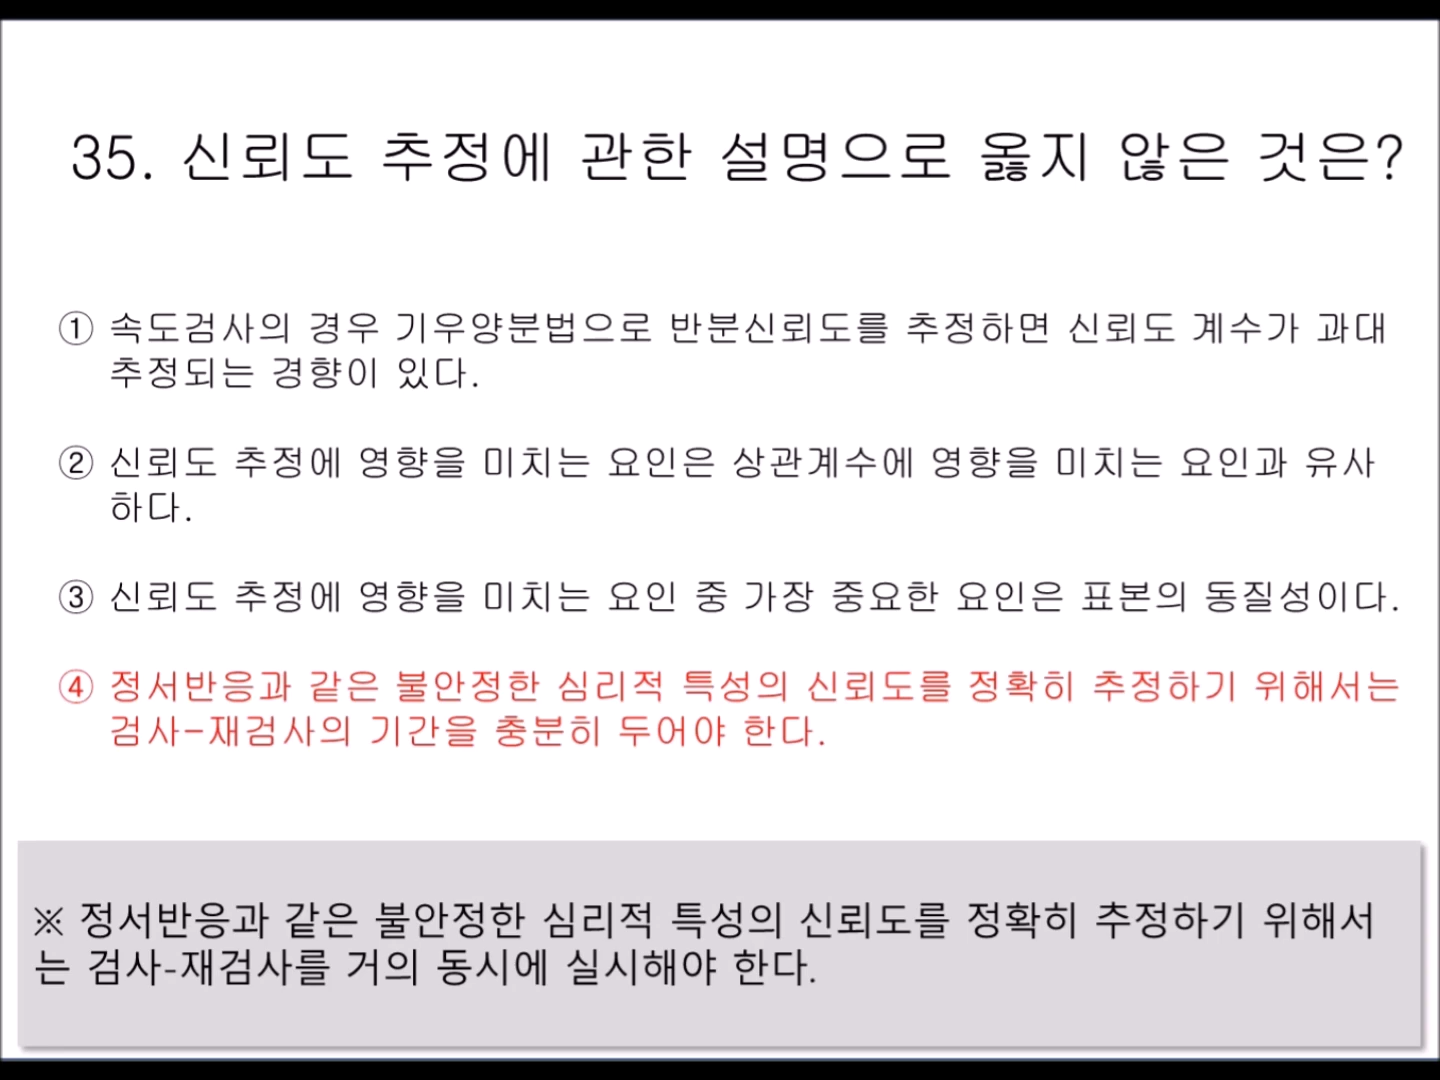 35. 신뢰도 추정에 관한 설명으로 옳지 않은 것은?
① 속도검사의 경우 기우양분법으로 반분신뢰도를 추정하면 신뢰도 계수가 과대
추정되는 경향이 있다.
② 신뢰도 추정에 영향을 미치는 요인은 상관계수에 영향을 미치는 요인과 유사
하다.
③ 신뢰도 추정에 영향을 미치는 요인 중 가장 중요한 요인은 표본의 동질성이다.
④ 정서반응과 같은 불안정한 심리적 특성의 신뢰도를 정확히 추정하기 위해서는
검사-재검사의 기간을 충분히 두어야 한다.
※ 정서반응과 같은 불안정한 심리적 특성의 신뢰도를 정확히 추정하기 위해서
는 검사-재검사를 거의 동시에 실시해야 한다.